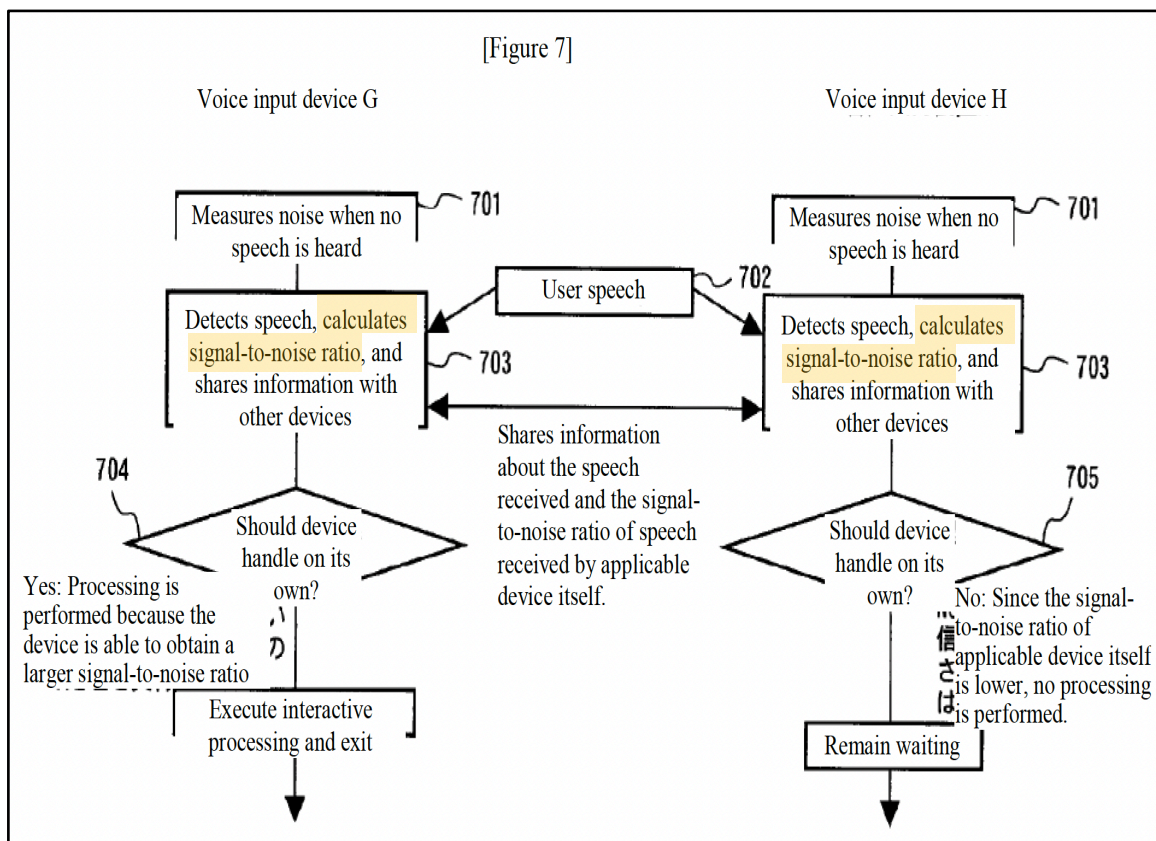 [Figure 7]
Voice input device G
Voice input device H
701
Measures noise when no
speech is heard
701
Measures noise when no
speech is heard
702
User speech
Detects speech, calculates
signal-to-noise ratio, and
shares information with
other devices
703
Detects speech, calculates
signal-to-noise ratio, and
shares information with
other devices
703
Shares information
about the speech
received and the signal-
to-noise ratio of speech
received by applicable
device itself.
704
Should device
handle on its
own?
705
Should device
handle on its
own?
Yes: Processing is
performed because the
device is able to obtain a
larger signal-to-noise ratio
い
の
No: Since the signal-
to-noise ratio of
applicable device itself
is lower, no processing
is performed.
信
さ
は
Execute interactive
processing and exit
Remain waiting